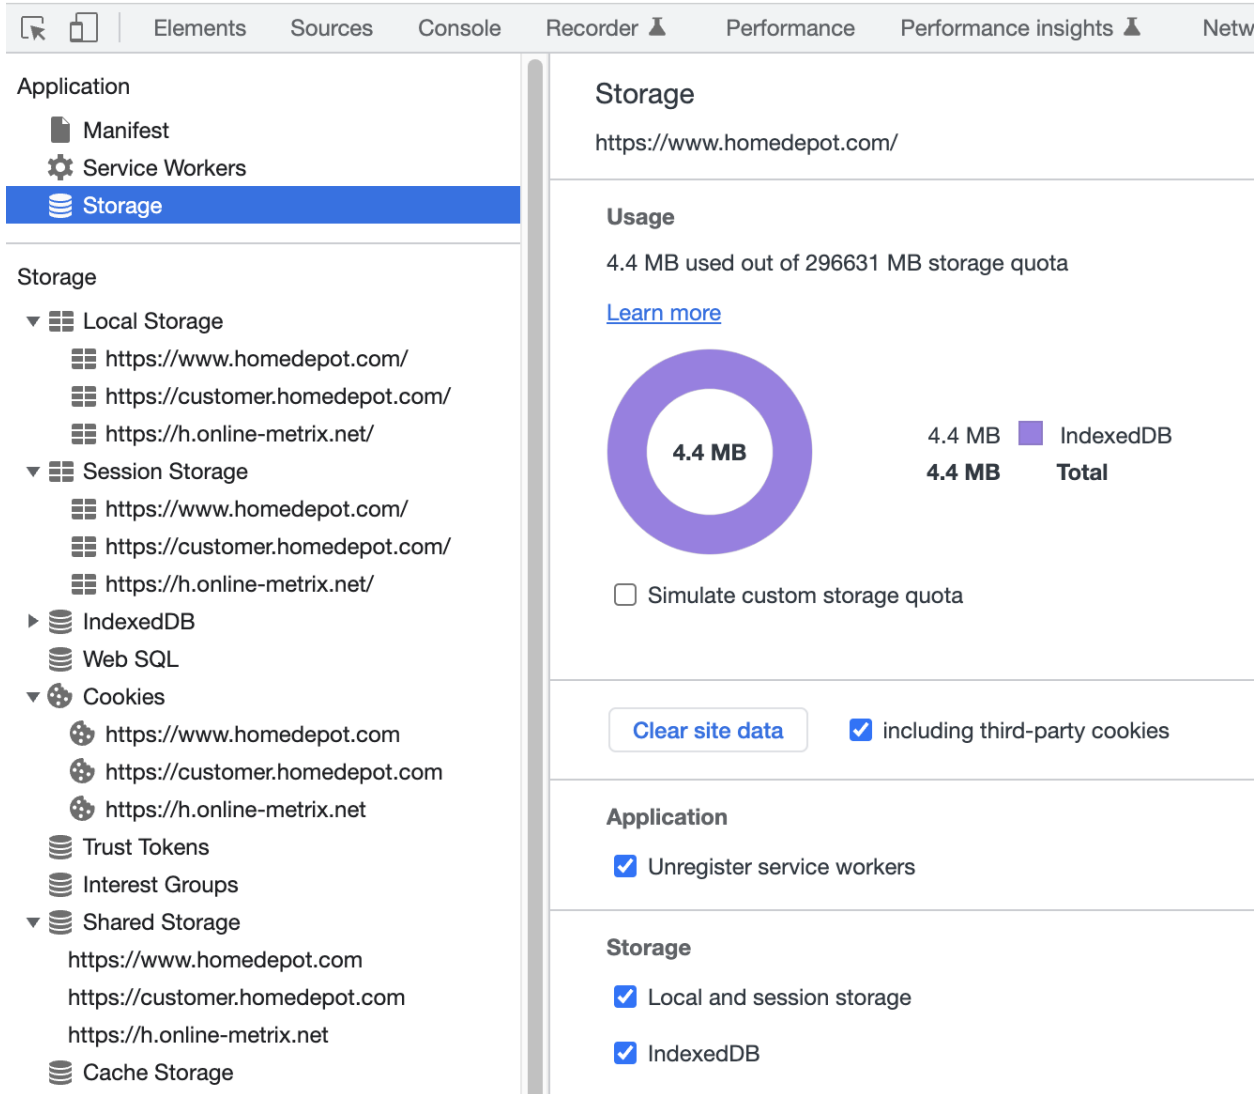 Elements Sources Console Recorder Performance Performance insights Netw
Application
Manifest
Service Workers
Storage
Storage
Local Storage
https://www.homedepot.com/
https://customer.homedepot.com/
https://h.online-metrix.net/
Session Storage
https://www.homedepot.com/
https://customer.homedepot.com/
https://h.online-metrix.net/
IndexedDB
Web SQL
Cookies
https://www.homedepot.com
https://customer.homedepot.com
https://h.online-metrix.net
Trust Tokens
Interest Groups
Shared Storage
https://www.homedepot.com
https://customer.homedepot.com
https://h.online-metrix.net
Cache Storage
Storage
https://www.homedepot.com/
Usage
4.4 MB used out of 296631 MB storage quota
Learn more
4.4 MB
4.4 MB IndexedDB
4.4 MB Total
Simulate custom storage quota
Clear site data including third-party cookies
Application
Unregister service workers
Storage
Local and session storage
IndexedDB